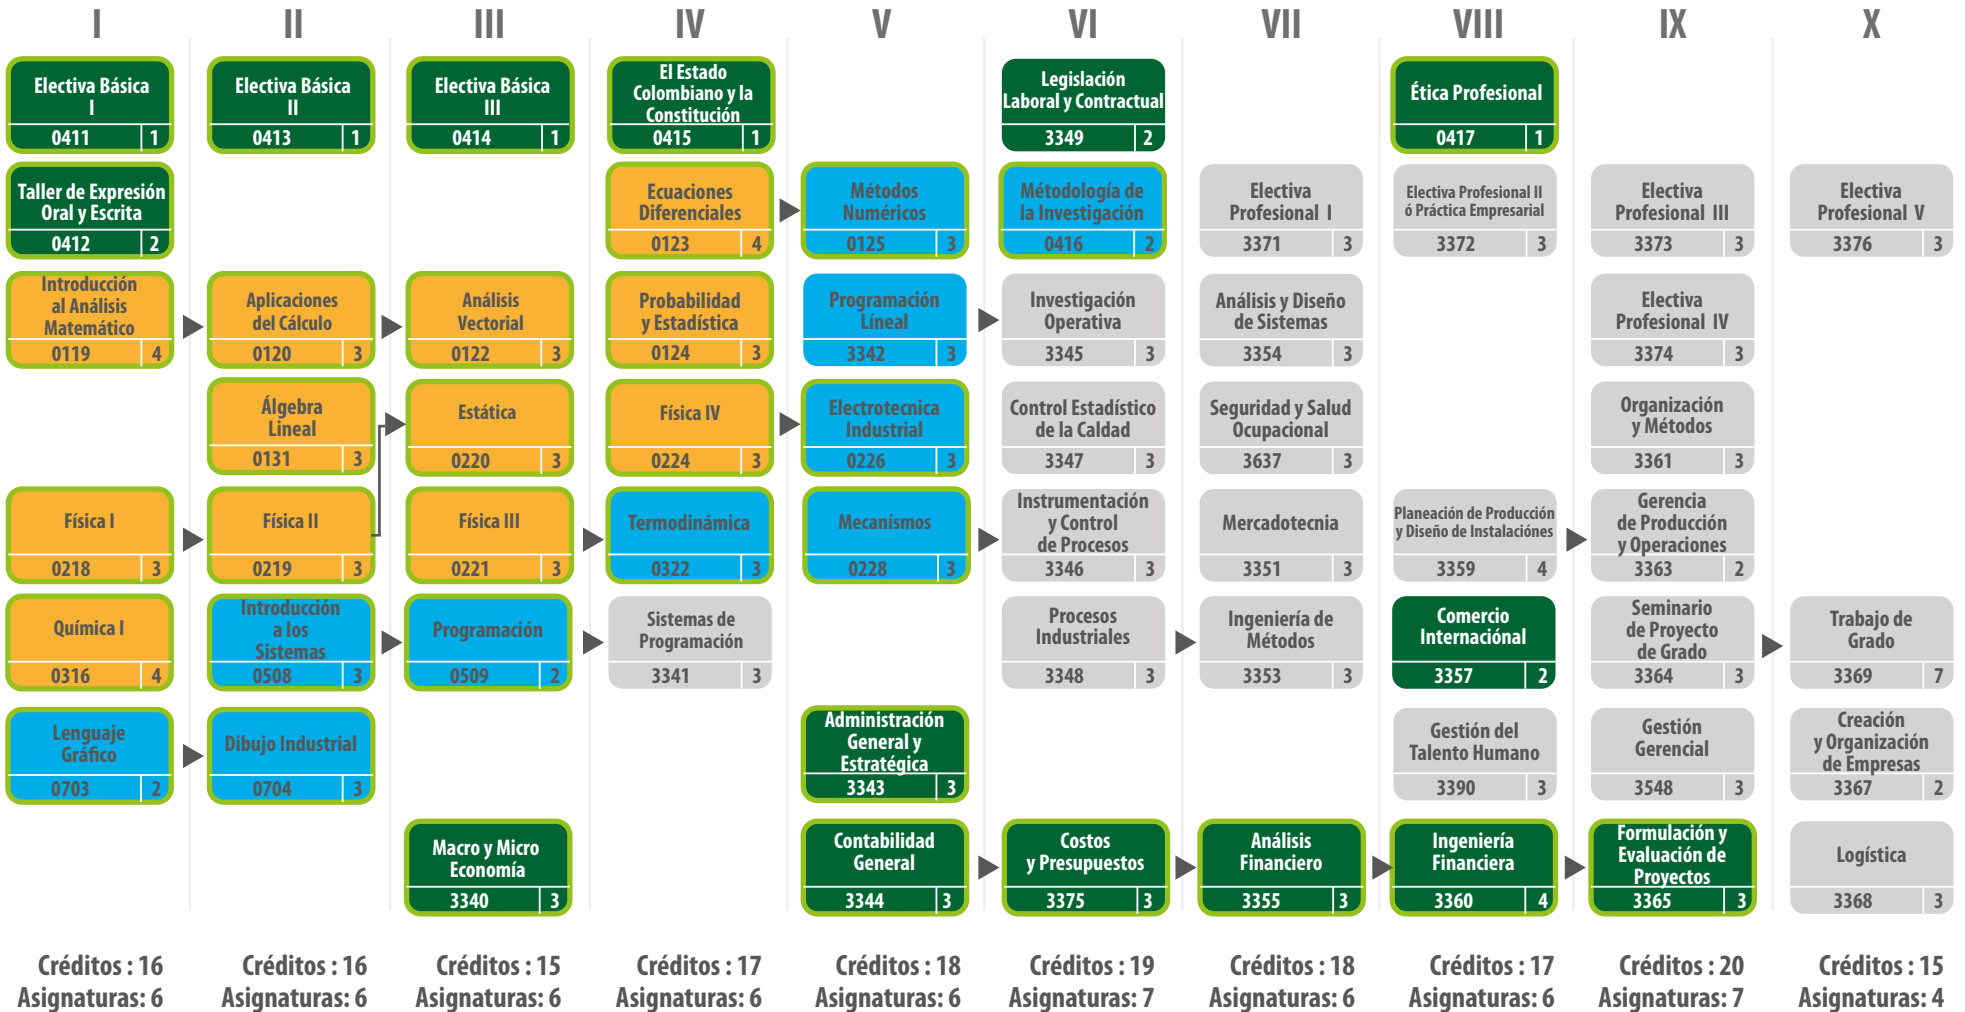 I
II
III
IV
V
VI
VII
VIII
IX
X
Electiva Básica
I
0411
1
Electiva Básica
II
0413
1
Electiva Básica
III
0414
1
El Estado
Colombiano y la
Constitución
0415
1
Legislación
Laboral y Contractual
3349
2
Ética Profesional
0417
1
Taller de Expresión
Oral y Escrita
0412
2
Ecuaciones
Diferenciales
0123
4
Métodos
Numéricos
0125
3
Métodología de
la Investigación
0416
2
Electiva
Profesional I
3371
3
Electiva Profesional II
ó Práctica Empresarial
3372
3
Electiva
Profesional III
3373
3
Electiva
Profesional V
3376
3
Introducción
al Análisis
Matemático
0119
4
Aplicaciones
del Cálculo
0120
3
Análisis
Vectorial
0122
3
Probabilidad
y Estadística
0124
3
Programación
Líneal
3342
3
Investigación
Operativa
3345
3
Análisis y Diseño
de Sistemas
3354
3
Electiva
Profesional IV
3374
3
Álgebra
Lineal
0131
3
Estática
0220
3
Física IV
0224
3
Electrotecnica
Industrial
0226
3
Control Estadístico
de la Caldad
3347
3
Seguridad y Salud
Ocupacional
3637
3
Organización
y Métodos
3361
3
Física I
0218
3
Física II
0219
3
Física III
0221
3
Termodinámica
0322
3
Mecanísmos
0228
3
Instrumentación
y Control
de Procesos
3346
3
Mercadotecnia
3351
3
Planeación de Producción
y Diseño de Instalaciónes
3359
4
Gerencia
de Producción
y Operaciones
3363
2
Química I
0316
4
Introducción
a los
Sistemas
0508
3
Programación
0509
2
Sistemas de
Programación
3341
3
Procesos
Industriales
3348
3
Ingeniería de
Métodos
3353
3
Comercio
Internaciónal
3357
2
Seminario
de Proyecto
de Grado
3364
3
Trabajo de
Grado
3369
7
Lenguaje
Gráfico
0703
2
Dibujo Industrial
0704
3
Administración
General y
Estratégica
3343
3
Gestión del
Talento Humano
3390
3
Gestión
Gerencial
3548
3
Creación
y Organización
de Empresas
3367
2
Macro y Micro
Economía
3340
3
Contabilidad
General
3344
3
Costos
y Presupuestos
3375
3
Análisis
Financiero
3355
3
Ingeniería
Financiera
3360
4
Formulación y
Evaluación de
Proyectos
3365
3
Logística
3368
3
Créditos : 16
Asignaturas: 6
Créditos : 16
Asignaturas: 6
Créditos : 15
Asignaturas: 6
Créditos : 17
Asignaturas: 6
Créditos : 18
Asignaturas: 6
Créditos : 19
Asignaturas: 7
Créditos : 18
Asignaturas: 6
Créditos : 17
Asignaturas: 6
Créditos : 20
Asignaturas: 7
Créditos : 15
Asignaturas: 4